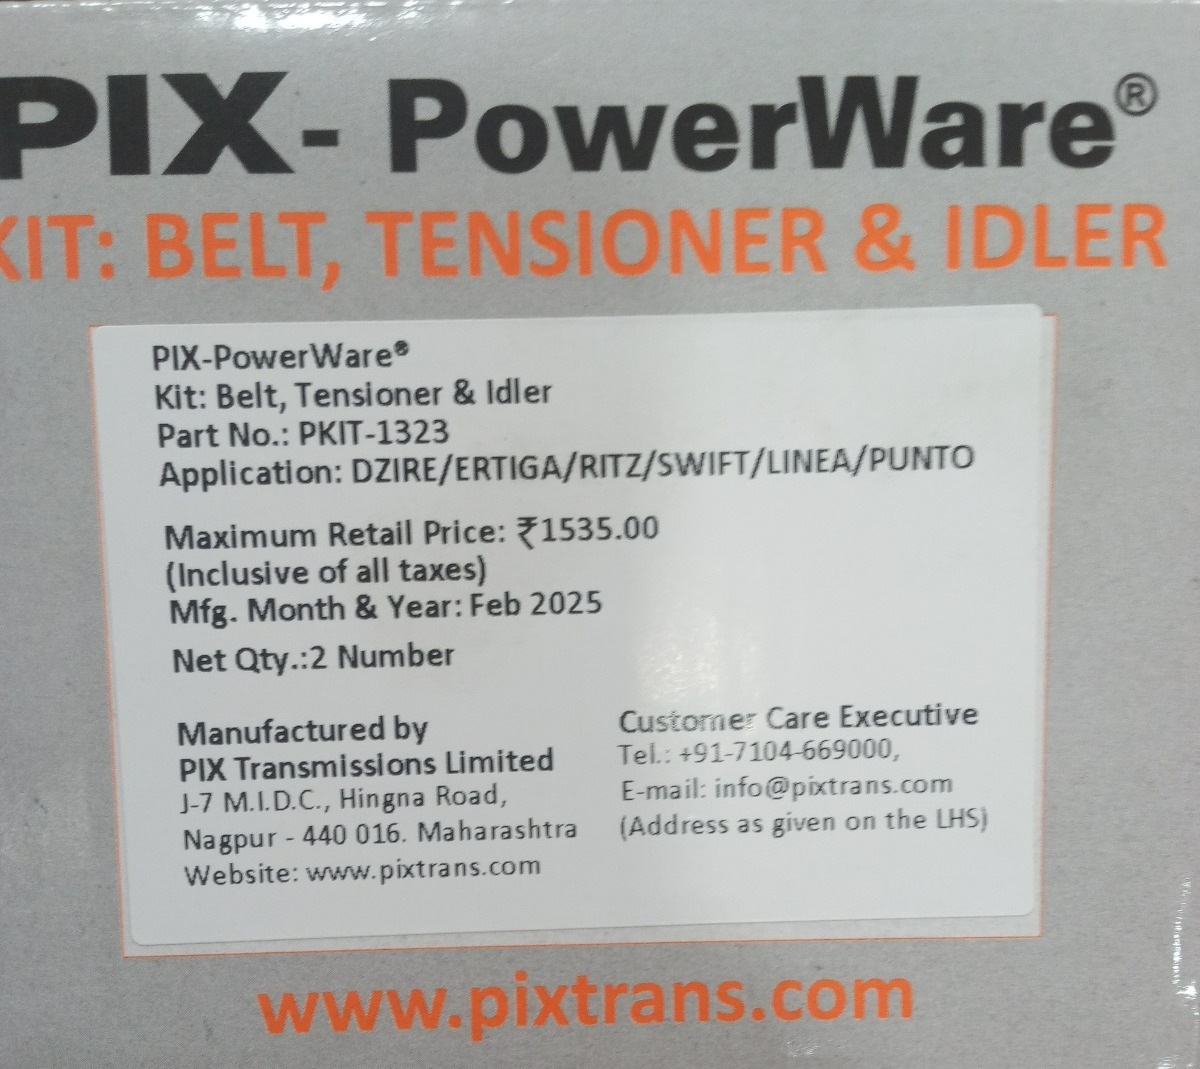 PIX- PowerWare®
KIT: BELT, TENSIONER & IDLER
PIX-PowerWare®
Kit: Belt, Tensioner & Idler
Part No.: PKIT-1323
Application: DZIRE/ERTIGA/RITZ/SWIFT/LINEA/PUNTO
Maximum Retail Price: ₹1535.00
(Inclusive of all taxes)
Mfg. Month & Year: Feb 2025
Net Qty.:2 Number
Manufactured by
PIX Transmissions Limited
J-7 M.I.D.C., Hingna Road,
Nagpur - 440 016. Maharashtra
Website: www.pixtrans.com
Customer Care Executive
Tel.: +91-7104-669000,
E-mail: info@pixtrans.com
(Address as given on the LHS)
www.pixtrans.com